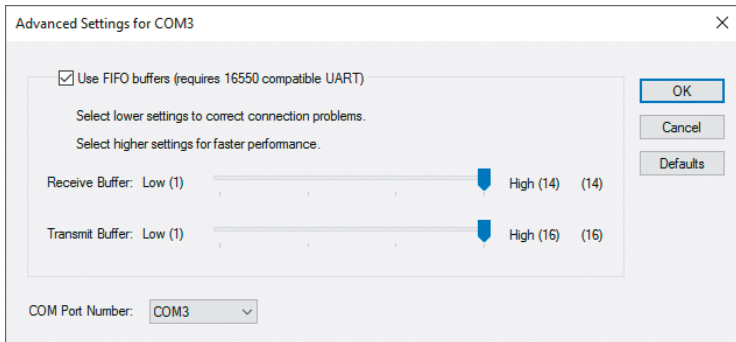 Advanced Settings for COM3
Use FIFO buffers (requires 16550 compatible UART)
OK
Select lower settings to correct connection problems.
Cancel
Select higher settings for faster performance.
Defaults
Receive Buffer: Low (1) High (14) (14)
Transmit Buffer: Low (1) High (16) (16)
COM Port Number: COM3